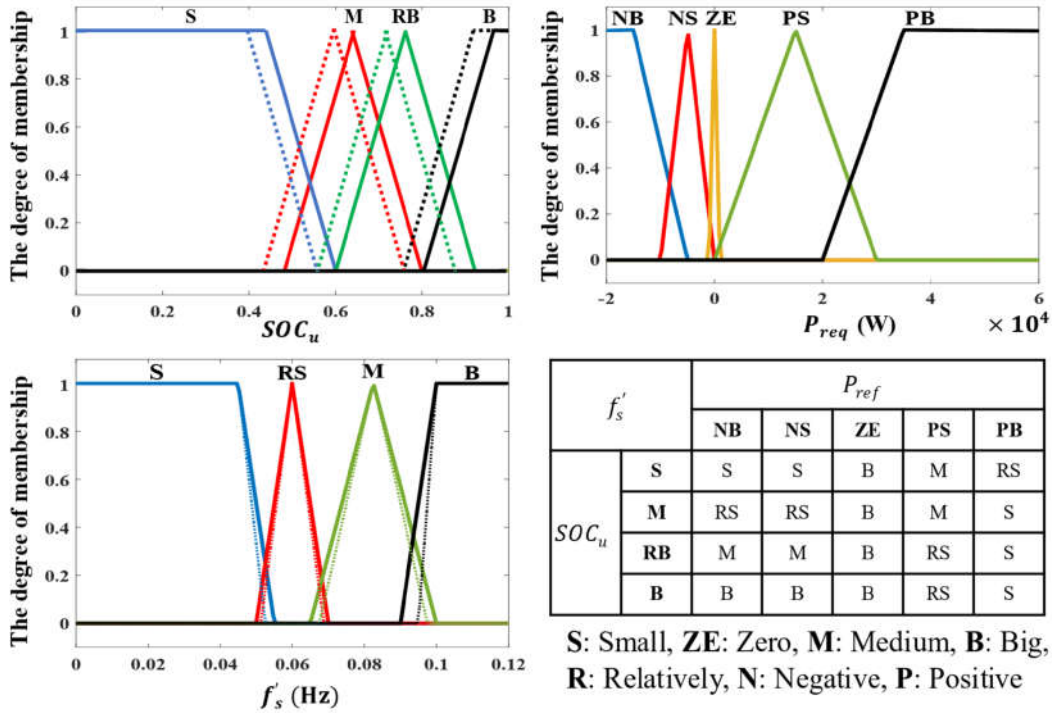 S M RB B
The degree of membership
1
0.8
0.6
0.4
0.2
0
0 0.2 0.4 0.6 0.8 1
SOC_u
NB NS ZE PS PB
The degree of membership
1
0.8
0.6
0.4
0.2
0
-2 0 2 4 6
P_req (W) × 10^4
S RS M B
The degree of membership
1
0.8
0.6
0.4
0.2
0
0 0.02 0.04 0.06 0.08 0.1 0.12
f_s' (Hz)
f_s' P_ref
NB NS ZE PS PB
SOC_u
S S S B M RS
M RS RS B M S
RB M M B RS S
B B B B RS S
S: Small, ZE: Zero, M: Medium, B: Big,
R: Relatively, N: Negative, P: Positive